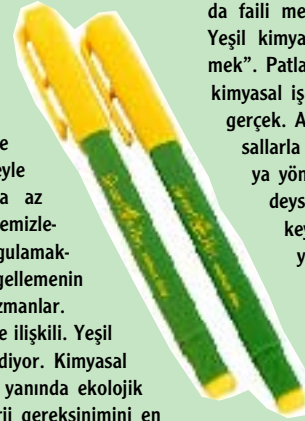 e
eyle
a az
emizle-
gulamak-
gellemenin
zmanlar.
e ilişkili. Yeşil
diyor. Kimyasal
yanında ekolojik
rji gereksinimini en
da faili me
Yeşil kimya
mek”. Patla
kimyasal iş
gerçek. A
sallarla
ya yön
deys
key
y